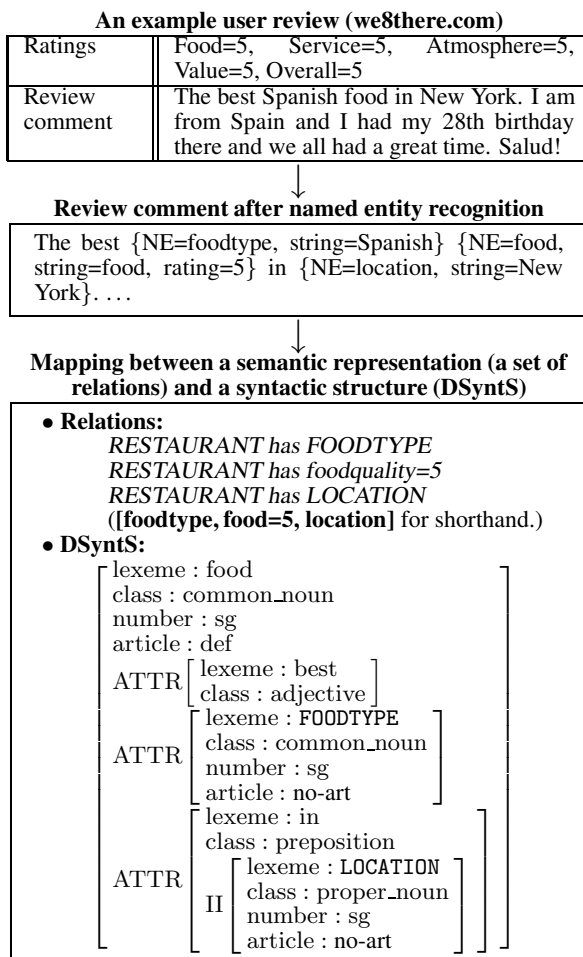 An example user review (we8there.com)
Ratings Food=5, Service=5, Atmosphere=5,
Value=5, Overall=5
Review The best Spanish food in New York. I am
comment from Spain and I had my 28th birthday
there and we all had a great time. Salud!
↓
Review comment after named entity recognition
The best {NE=foodtype, string=Spanish} {NE=food,
string=food, rating=5} in {NE=location, string=New
York}. . . .
↓
Mapping between a semantic representation (a set of
relations) and a syntactic structure (DSyntS)
• Relations:
RESTAURANT has FOODTYPE
RESTAURANT has foodquality=5
RESTAURANT has LOCATION
([foodtype, food=5, location] for shorthand.)
• DSyntS:
lexeme : food
class : common_noun
number : sg
article : def
ATTR [lexeme : best
class : adjective]
ATTR [lexeme : FOODTYPE
class : common_noun
number : sg
article : no-art]
ATTR [lexeme : in
class : preposition
II [lexeme : LOCATION
class : proper_noun
number : sg
article : no-art]]